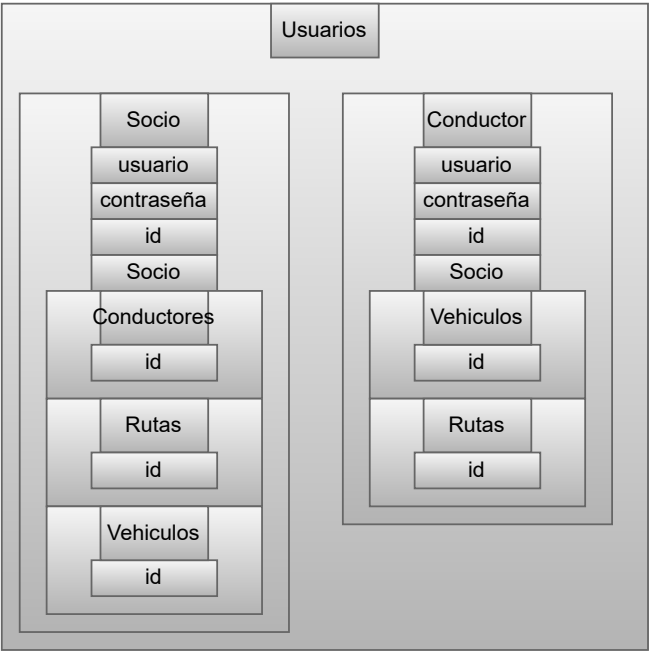 Usuarios
Socio
usuario
contraseña
id
Socio
Conductores
id
Rutas
id
Vehiculos
id
Conductor
usuario
contraseña
id
Socio
Vehiculos
id
Rutas
id